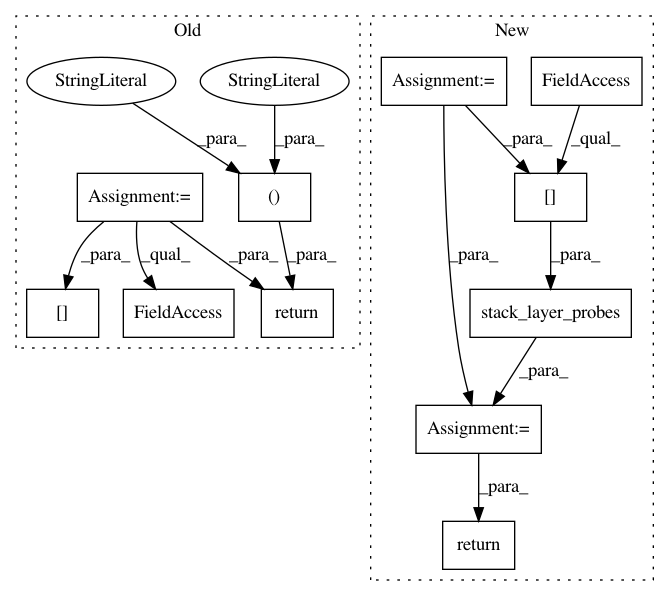 Old
New
StringLiteral
StringLiteral
Assignment:=
FieldAccess
_para_
_para_
_para_
_qual_
Assignment:=
()
[]
_para_
_qual_
_para_
_para_
_para_
_para_
[]
FieldAccess
return
stack_layer_probes
_para_
Assignment:=
_para_
return